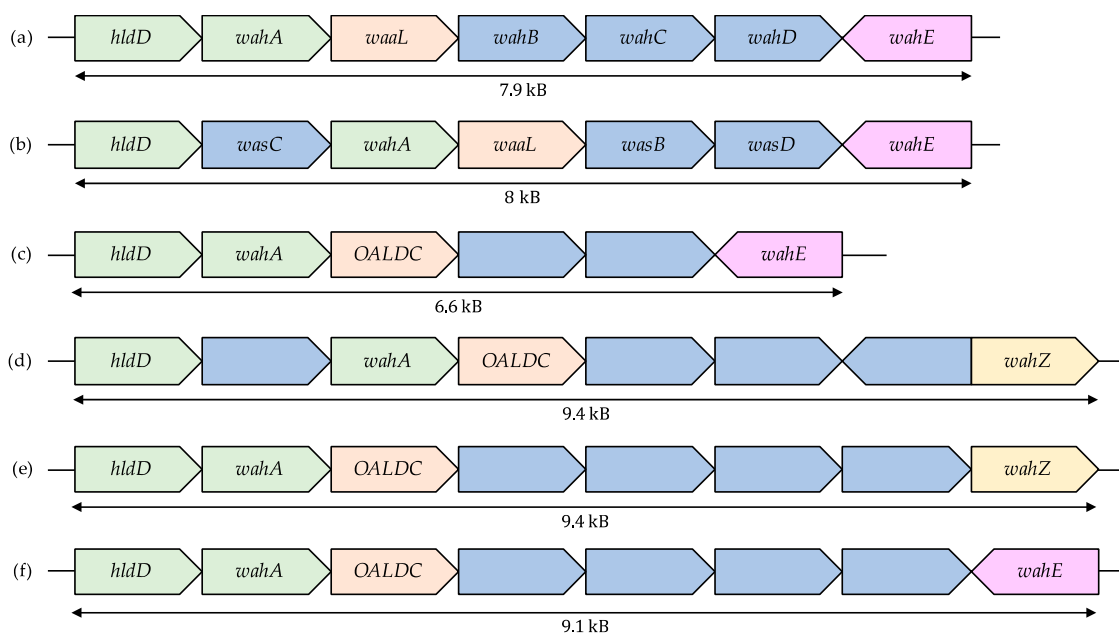 (a) hldD wahA waaL wahB wahC wahD wahE
7.9 kB
(b) hldD wasC wahA waaL wasB wasD wahE
8 kB
(c) hldD wahA OALDC wahE
6.6 kB
(d) hldD wahA OALDC wahZ
9.4 kB
(e) hldD wahA OALDC wahZ
9.4 kB
(f) hldD wahA OALDC wahE
9.1 kB